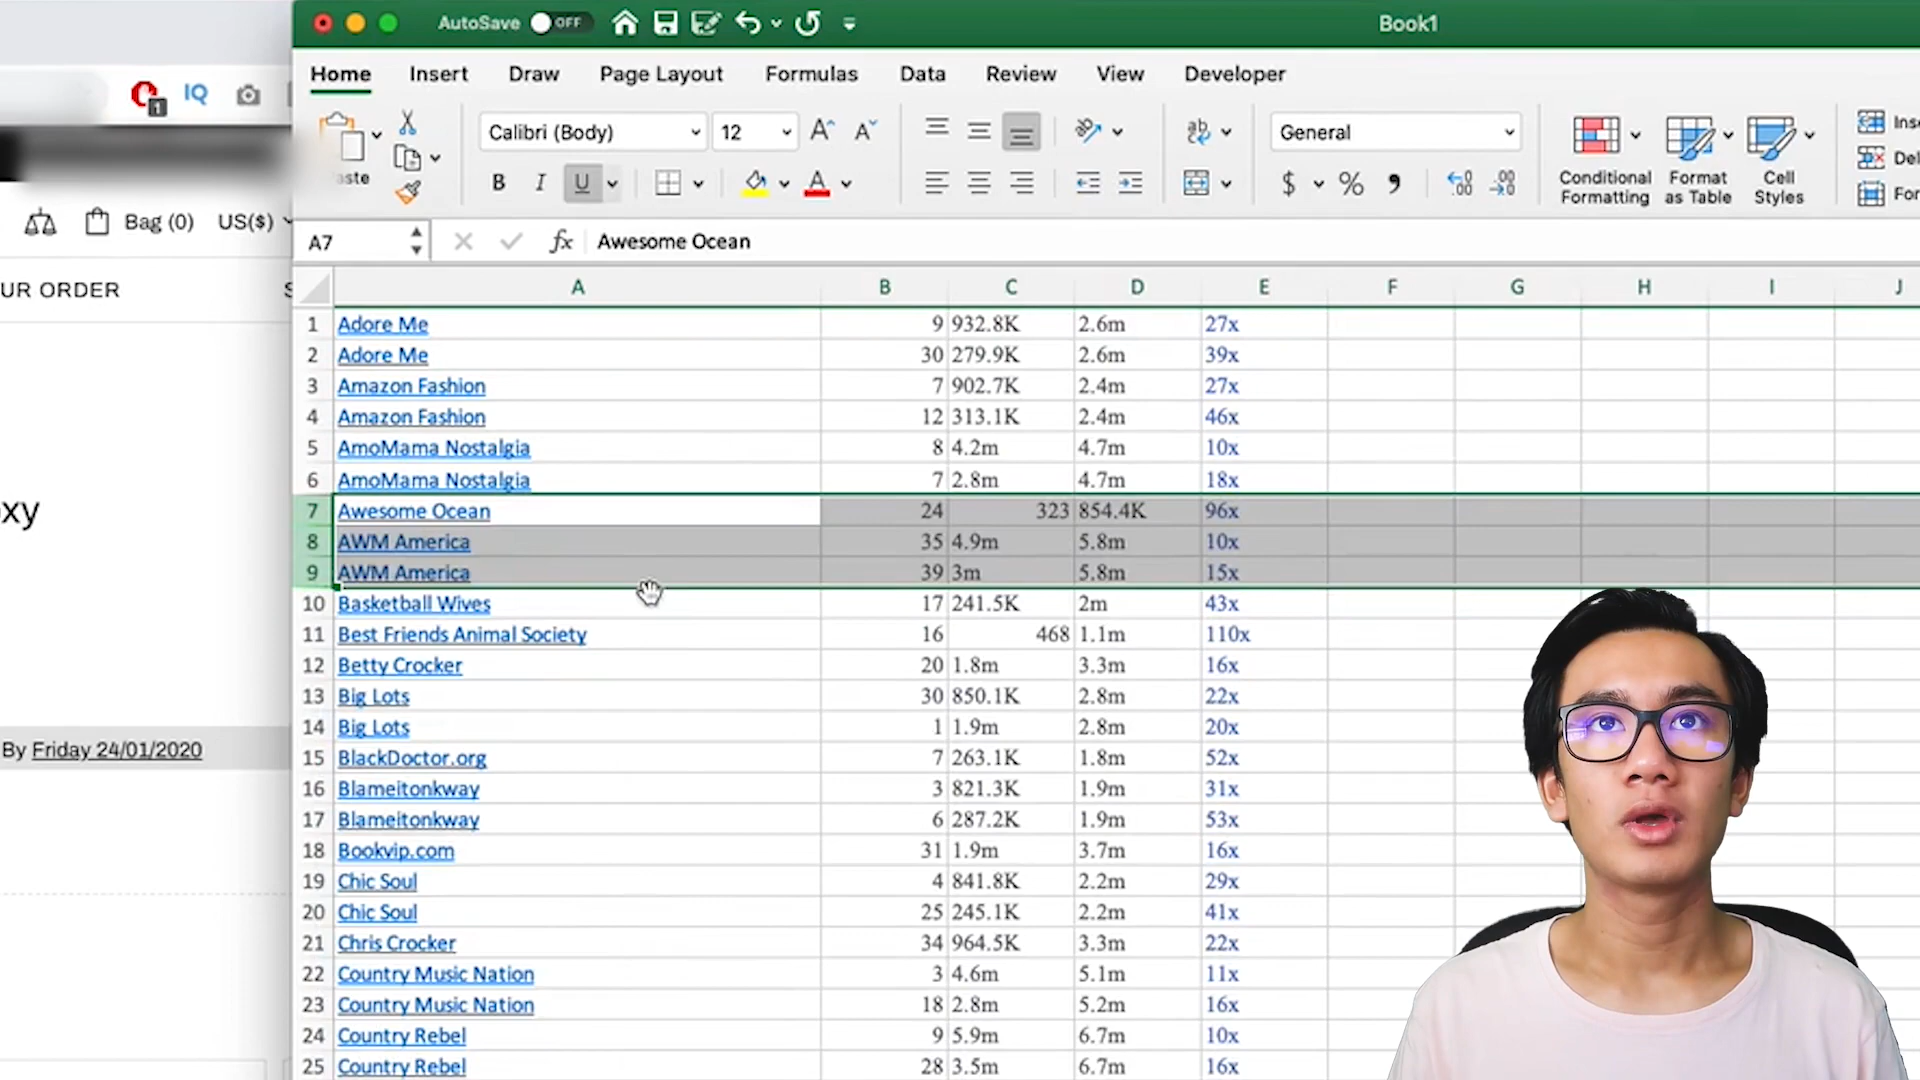 AutoSave OFF Book1
Home Insert Draw Page Layout Formulas Data Review View Developer
IQ
1
Calibri (Body) 12 General
Conditional Formatting
Format as Table
Cell Styles
B I U
$ % 9
Bag (0) US($)
A7 fx Awesome Ocean
UR ORDER
A B C D E F G H I J
1 Adore Me 9 932.8K 2.6m 27x
2 Adore Me 30 279.9K 2.6m 39x
3 Amazon Fashion 7 902.7K 2.4m 27x
4 Amazon Fashion 12 313.1K 2.4m 46x
5 AmoMama Nostalgia 8 4.2m 4.7m 10x
6 AmoMama Nostalgia 7 2.8m 4.7m 18x
7 Awesome Ocean 24 323 854.4K 96x
8 AWM America 35 4.9m 5.8m 10x
9 AWM America 39 3m 5.8m 15x
10 Basketball Wives 17 241.5K 2m 43x
11 Best Friends Animal Society 16 468 1.1m 110x
12 Betty Crocker 20 1.8m 3.3m 16x
13 Big Lots 30 850.1K 2.8m 22x
14 Big Lots 1 1.9m 2.8m 20x
By Friday 24/01/2020
15 BlackDoctor.org 7 263.1K 1.8m 52x
16 Blameitonkway 3 821.3K 1.9m 31x
17 Blameitonkway 6 287.2K 1.9m 53x
18 Bookvip.com 31 1.9m 3.7m 16x
19 Chic Soul 4 841.8K 2.2m 29x
20 Chic Soul 25 245.1K 2.2m 41x
21 Chris Crocker 34 964.5K 3.3m 22x
22 Country Music Nation 3 4.6m 5.1m 11x
23 Country Music Nation 18 2.8m 5.2m 16x
24 Country Rebel 9 5.9m 6.7m 10x
25 Country Rebel 28 3.5m 6.7m 16x